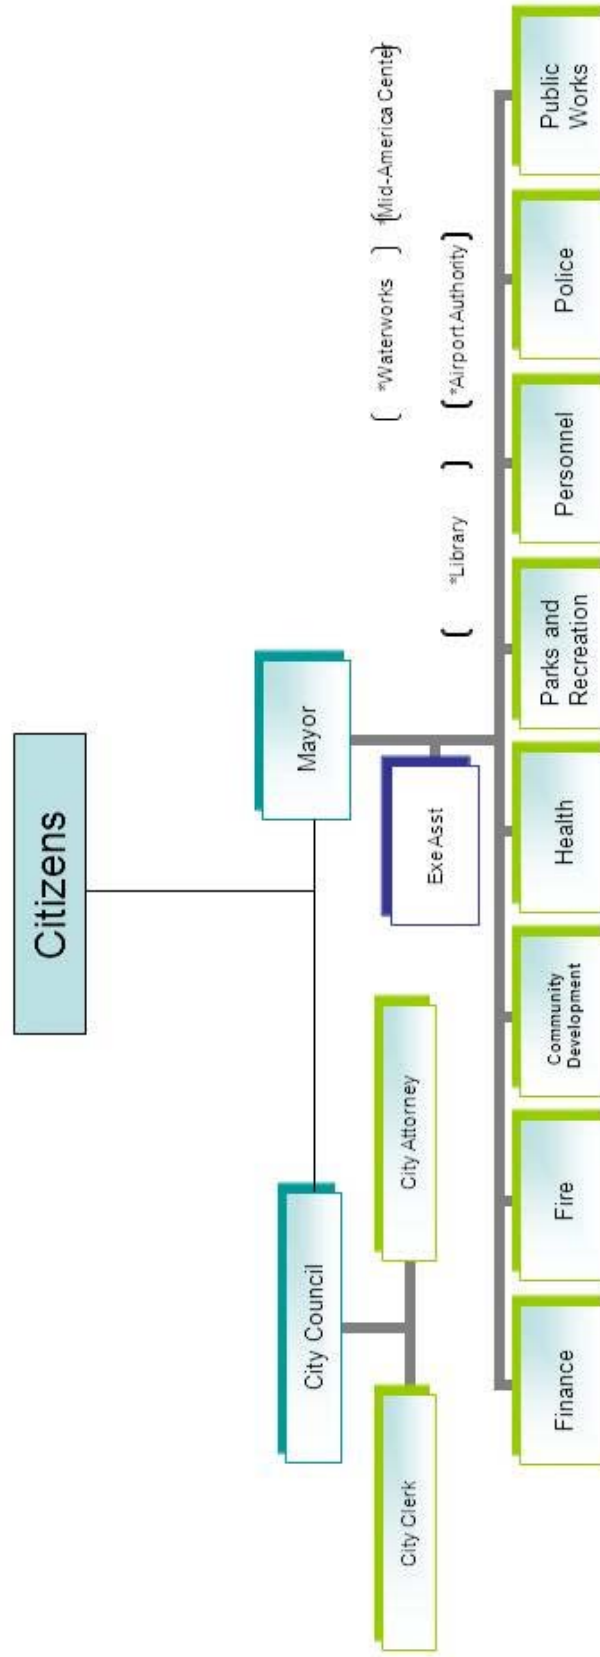 Citizens
City Council
Mayor
*Waterworks
*Mid-America Center
City Clerk
City Attorney
Exe Asst
*Library
*Airport Authority
Finance
Fire
Community
Development
Health
Parks and
Recreation
Personnel
Police
Public
Works